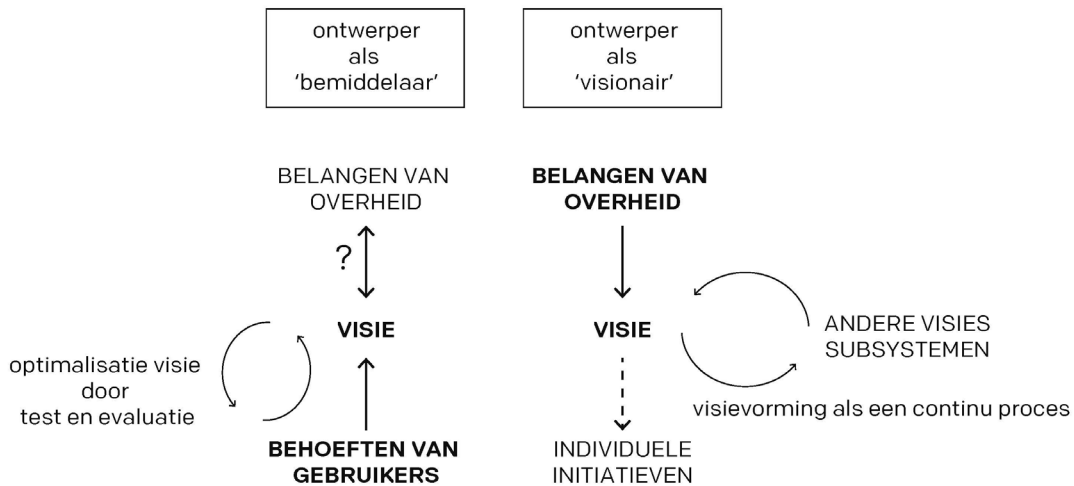 ontwerper
als
‘bemiddelaar’
ontwerper
als
‘visionair’
BELANGEN VAN
OVERHEID
BELANGEN VAN
OVERHEID
?
VISIE
VISIE
optimalisatie visie
door
test en evaluatie
ANDERE VISIES
SUBSYSTEMEN
visievorming als een continu proces
BEHOEFTEN VAN
GEBRUIKERS
INDIVIDUELE
INITIATIEVEN